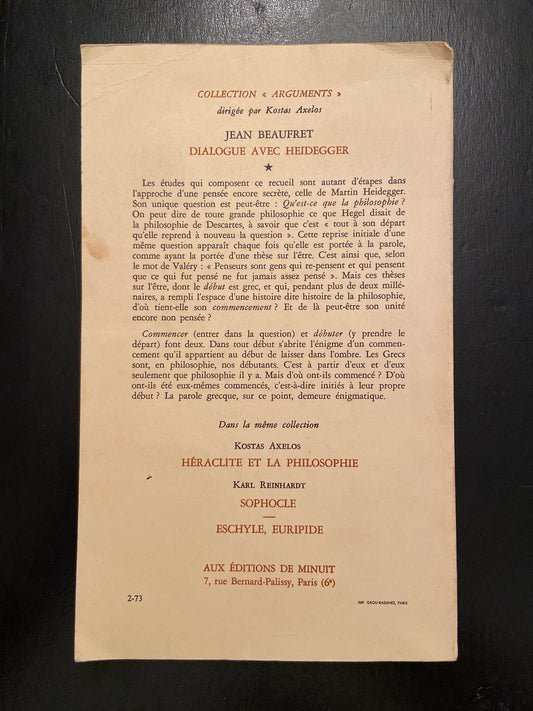 COLLECTION « ARGUMENTS »
dirigée par Kostas Axelos
JEAN BEAUFRET
DIALOGUE AVEC HEIDEGGER
★
Les études qui composent ce recueil sont autant d'étapes dans
l'approche d'une pensée encore secrète, celle de Martin Heidegger.
Son unique question est peut-être : Qu'est-ce que la philosophie ?
On peut dire de toute grande philosophie ce que Hegel disait de
la philosophie de Descartes, à savoir que c'est « tout à son départ
qu'elle reprend à nouveau la question ». Cette reprise initiale d'une
même question apparaît chaque fois qu'elle est portée à la parole,
comme ayant la portée d'une thèse sur l'être. C'est ainsi que, selon
le mot de Valéry : « Penseurs sont gens qui re-pensent et qui pensent
que ce qui fut pensé ne fut jamais assez pensé ». Mais ces thèses
sur l'être, dont le début est grec, et qui, pendant plus de deux millé-
naires, a rempli l'espace d'une histoire dite histoire de la philosophie,
d'où tient-elle son commencement ? Et de là peut-être son unité
encore non pensée ?
Commencer (entrer dans la question) et débuter (y prendre le
départ) font deux. Dans tout début s'abrite l'énigme d'un commen-
cement qu'il appartient au début de laisser dans l'ombre. Les Grecs
sont, en philosophie, nos débutants. C'est à partir d'eux et d'eux
seulement que philosophie il y a. Mais d'où ont-ils commencé ? D'où
ont-ils été eux-mêmes commencés, c'est-à-dire initiés à leur propre
début ? La parole grecque, sur ce point, demeure énigmatique.
Dans la même collection
KOSTAS AXELOS
HÉRACLITE ET LA PHILOSOPHIE
KARL REINHARDT
SOPHOCLE
—
ESCHYLE, EURIPIDE
AUX ÉDITIONS DE MINUIT
7, rue Bernard-Palissy, Paris (6e)
2-73
IMP. GROU-RADENEZ, PARIS